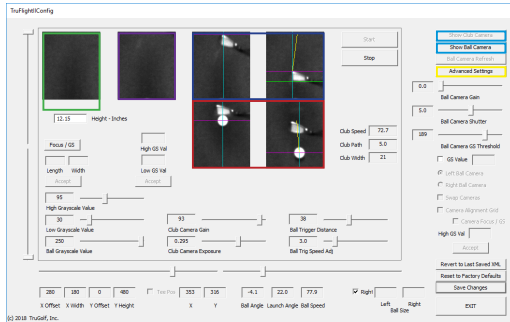 TruFlightIIConfig
Start
Stop
Show Club Camera
Show Ball Camera
Ball Camera Refresh
Advanced Settings
0.0
Ball Camera Gain
5.0
Ball Camera Shutter
189
Ball Camera GS Threshold
GS Value
Left Ball Camera
Right Ball Camera
Swap Cameras
Camera Alignment Grid
Camera Focus / GS
High GS Val
Accept
12.15 Height - Inches
Focus / GS
High GS Val
Length Width
Low GS Val
Accept Accept
Club Speed 72.7
Club Path 5.0
Club Width 21
95
High Grayscale Value
30 93 38
Low Grayscale Value Club Camera Gain Ball Trigger Distance
250 0.295 3.0
Ball Grayscale Value Club Camera Exposure Ball Trig Speed Adj
Revert to Last Saved XML
Reset to Factory Defaults
Save Changes
EXIT
280 180 0 480 Tee Pos 353 316 -4.1 22.0 77.9 Right
X Offset X Width Y Offset Y Height X Y Ball Angle Launch Angle Ball Speed Left Right
Ball Size
(c) 2018 TruGolf, Inc.